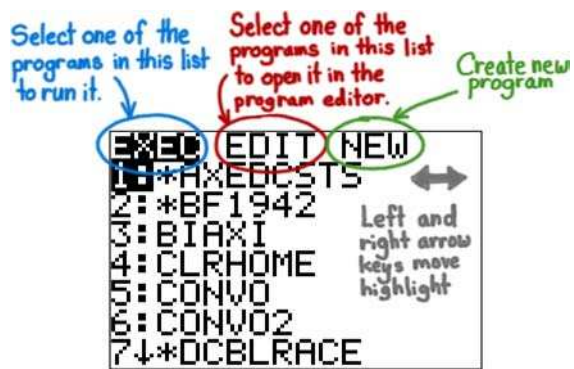 Select one of the
programs in this list
to run it.
Select one of the
programs in this list
to open it in the
program editor.
Create new
program
EXEC EDIT NEW
1:*AXEDCSTS
2:*BF1942
3:BIAXI
4:CLRHOME
5:CONVO
6:CONVO2
7↓*DCBLRACE
Left and
right arrow
keys move
highlight